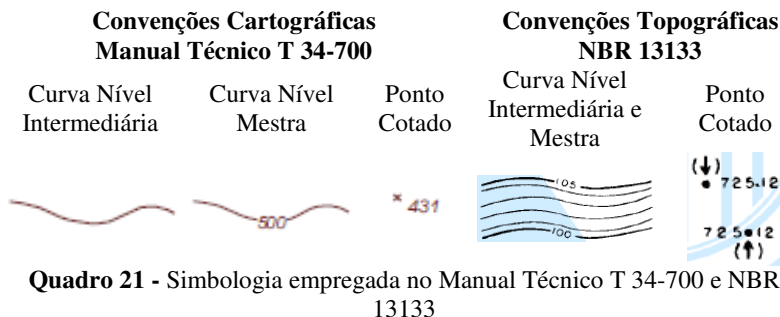 Convenções Cartográficas
Manual Técnico T 34-700
Convenções Topográficas
NBR 13133
Curva Nível
Intermediária
Curva Nível
Mestra
Ponto
Cotado
Curva Nível
Intermediária e
Mestra
Ponto
Cotado
500
431
105
100
(↓)
725.12
725.12
(↑)
Quadro 21 - Simbologia empregada no Manual Técnico T 34-700 e NBR
13133